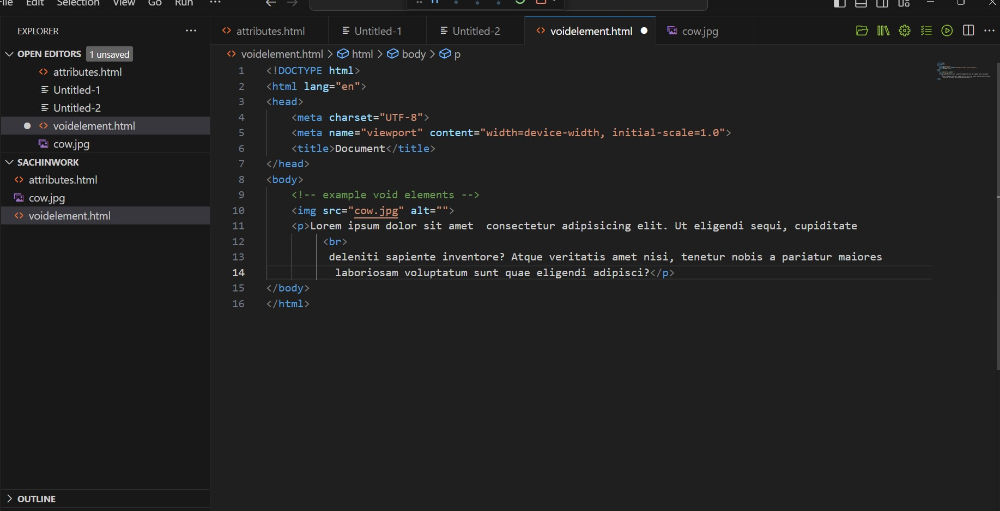 File Edit Selection View Go Run ···
EXPLORER ···
OPEN EDITORS 1 unsaved
attributes.html
Untitled-1
Untitled-2
voidelement.html
cow.jpg
SACHINWORK
attributes.html
cow.jpg
voidelement.html
OUTLINE
attributes.html Untitled-1 Untitled-2 voidelement.html cow.jpg ···
voidelement.html > html > body > p
1 <!DOCTYPE html>
2 <html lang="en">
3 <head>
4 <meta charset="UTF-8">
5 <meta name="viewport" content="width=device-width, initial-scale=1.0">
6 <title>Document</title>
7 </head>
8 <body>
9 <!-- example void elements -->
10 <img src="cow.jpg" alt="">
11 <p>Lorem ipsum dolor sit amet  consectetur adipisicing elit. Ut eligendi sequi, cupiditate
12 <br>
13 deleniti sapiente inventore? Atque veritatis amet nisi, tenetur nobis a pariatur maiores
14 laboriosam voluptatum sunt quae eligendi adipisci?</p>
15 </body>
16 </html>